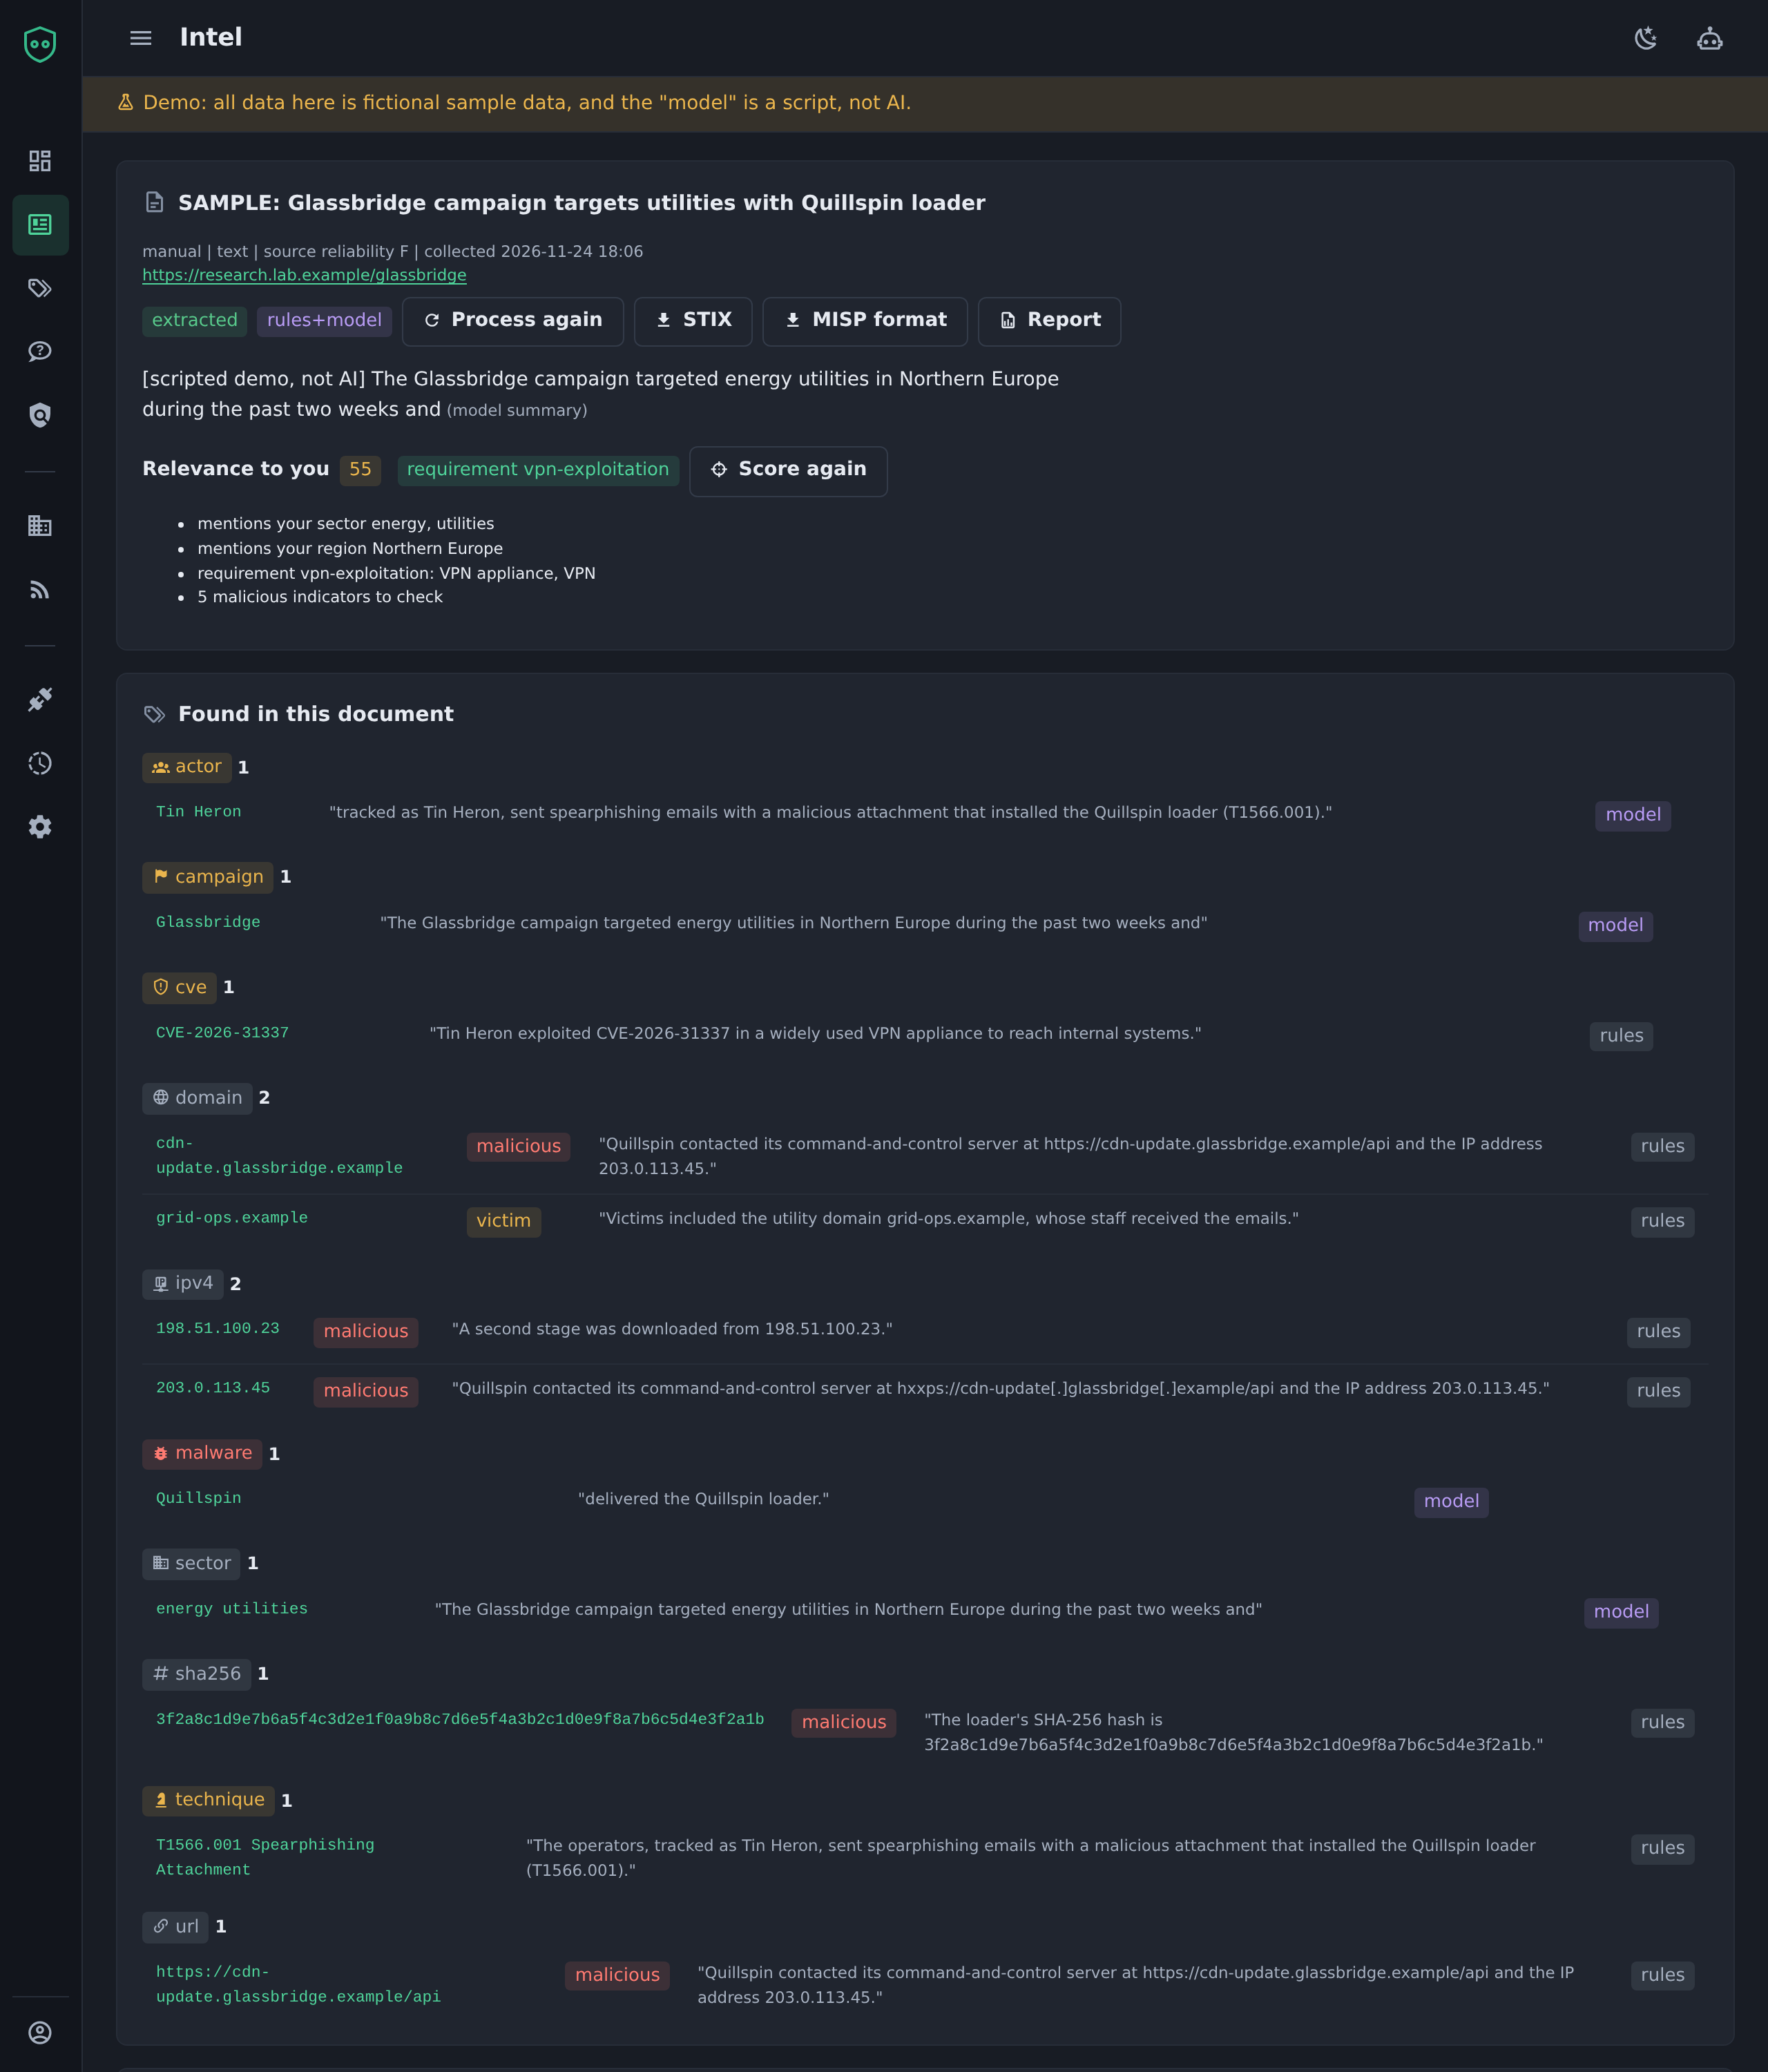 Intel
Demo: all data here is fictional sample data, and the "model" is a script, not AI.
SAMPLE: Glassbridge campaign targets utilities with Quillspin loader
manual | text | source reliability F | collected 2026-11-24 18:06
https://research.lab.example/glassbridge
extracted rules+model Process again STIX MISP format Report
[scripted demo, not AI] The Glassbridge campaign targeted energy utilities in Northern Europe
during the past two weeks and (model summary)
Relevance to you 55 requirement vpn-exploitation Score again
• mentions your sector energy, utilities
• mentions your region Northern Europe
• requirement vpn-exploitation: VPN appliance, VPN
• 5 malicious indicators to check
Found in this document
actor 1
Tin Heron "tracked as Tin Heron, sent spearphishing emails with a malicious attachment that installed the Quillspin loader (T1566.001)." model
campaign 1
Glassbridge "The Glassbridge campaign targeted energy utilities in Northern Europe during the past two weeks and" model
cve 1
CVE-2026-31337 "Tin Heron exploited CVE-2026-31337 in a widely used VPN appliance to reach internal systems." rules
domain 2
cdn- malicious "Quillspin contacted its command-and-control server at https://cdn-update.glassbridge.example/api and the IP address rules
update.glassbridge.example 203.0.113.45."
grid-ops.example victim "Victims included the utility domain grid-ops.example, whose staff received the emails." rules
ipv4 2
198.51.100.23 malicious "A second stage was downloaded from 198.51.100.23." rules
203.0.113.45 malicious "Quillspin contacted its command-and-control server at hxxps://cdn-update[.]glassbridge[.]example/api and the IP address 203.0.113.45." rules
malware 1
Quillspin "delivered the Quillspin loader." model
sector 1
energy utilities "The Glassbridge campaign targeted energy utilities in Northern Europe during the past two weeks and" model
sha256 1
3f2a8c1d9e7b6a5f4c3d2e1f0a9b8c7d6e5f4a3b2c1d0e9f8a7b6c5d4e3f2a1b malicious "The loader's SHA-256 hash is rules
3f2a8c1d9e7b6a5f4c3d2e1f0a9b8c7d6e5f4a3b2c1d0e9f8a7b6c5d4e3f2a1b."
technique 1
T1566.001 Spearphishing "The operators, tracked as Tin Heron, sent spearphishing emails with a malicious attachment that installed the Quillspin loader rules
Attachment (T1566.001)."
url 1
https://cdn- malicious "Quillspin contacted its command-and-control server at https://cdn-update.glassbridge.example/api and the IP rules
update.glassbridge.example/api address 203.0.113.45."